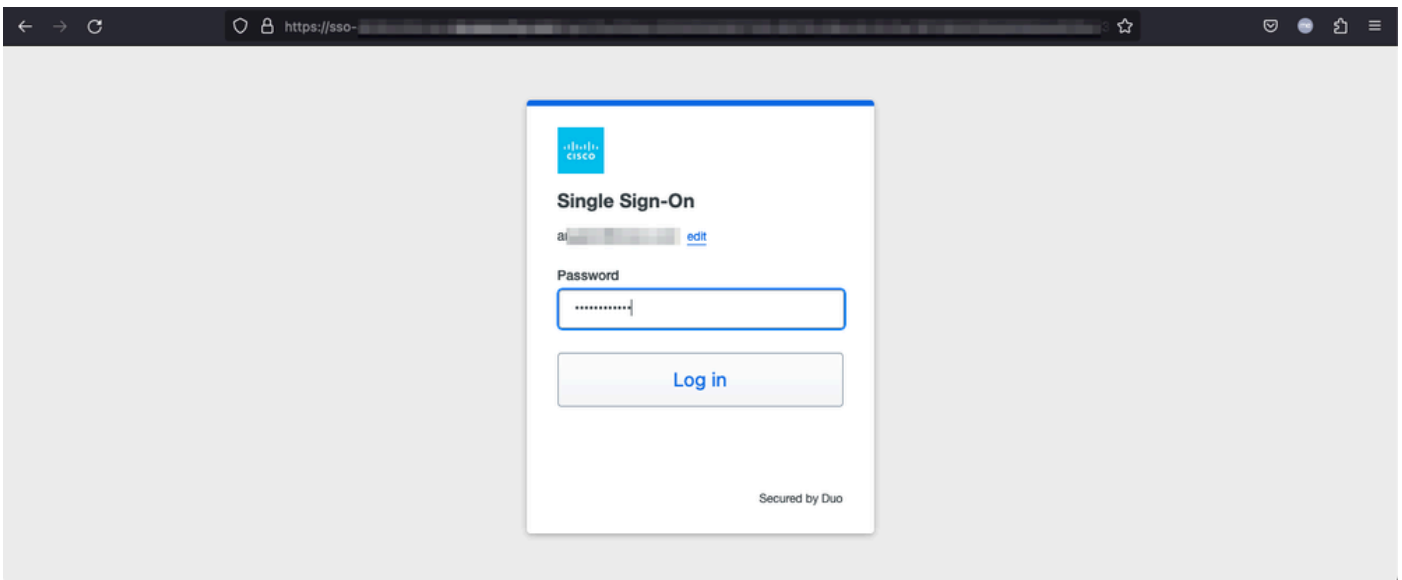 https://sso-
CISCO
Single Sign-On
edit
Password
Log in
Secured by Duo